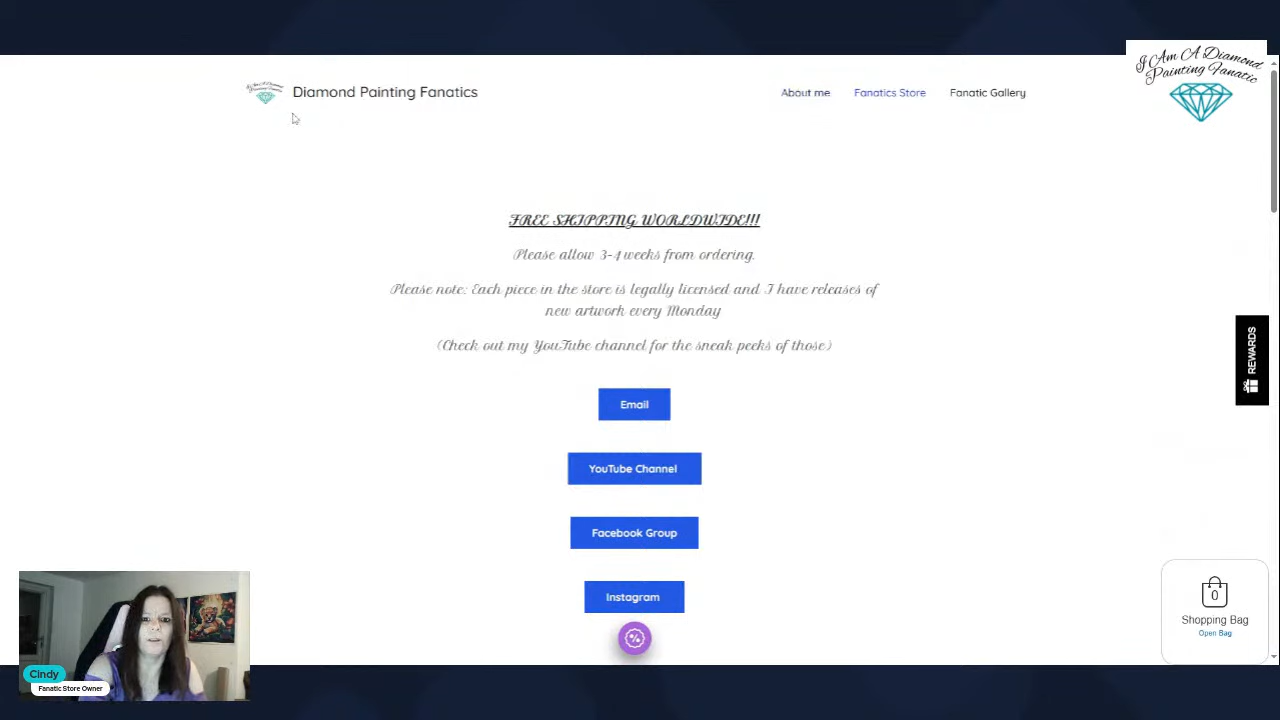 I Am A Diamond
Painting Fanatic
Diamond Painting Fanatics
About me
Fanatics Store
Fanatic Gallery
FREE SHIPPING WORLDWIDE!!!
Please allow 3-4 weeks from ordering.
Please note: Each piece in the store is legally licensed and I have releases of
new artwork every Monday
(Check out my YouTube channel for the sneak peeks of those)
REWARDS
Email
YouTube Channel
Facebook Group
Instagram
%
0
Shopping Bag
Open Bag
Cindy
Fanatic Store Owner